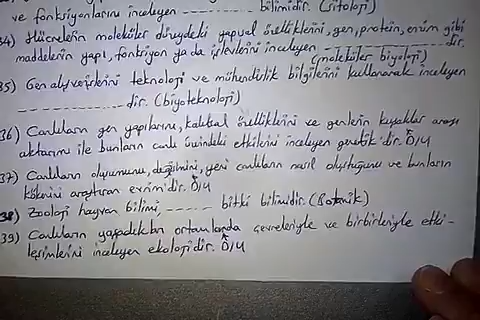 ve fonksiyonlarını inceleyen _ _ _ _ _ _ _ bilimidir. (Sitoloji)
34) Hücrelerin moleküler düzeydeki yapısal özelliklerini, gen, protein, enzim gibi
maddelerin yapı, fonksiyon ya da işlevlerini inceleyen _ _ _ _ _ _ _ dir.
(moleküler biyoloji)
35) Gen alışverişlerini teknoloji ve mühendislik bilgilerini kullanarak inceleyen
_ _ _ _ _ _ _ dir. (biyoteknoloji)
36) Canlıların gen yapılarını, kalıtsal özelliklerini ve genlerin kuşaklar arası
aktarımı ile bunların canlı üzerindeki etkilerini inceleyen genetik'dir. D/Y
37) Canlıların oluşumunu, değişimini, yeni canlıların nasıl oluştuğunu ve bunların
kökenini araştıran evrimdir. D/Y
38) Zooloji hayvan bilimi, _ _ _ _ _ bitki bilimidir. (Botanik)
39) Canlıların yaşadıkları ortamlarda çevreleriyle ve birbirleriyle etki-
leşimlerini inceleyen ekolojidir. D/Y